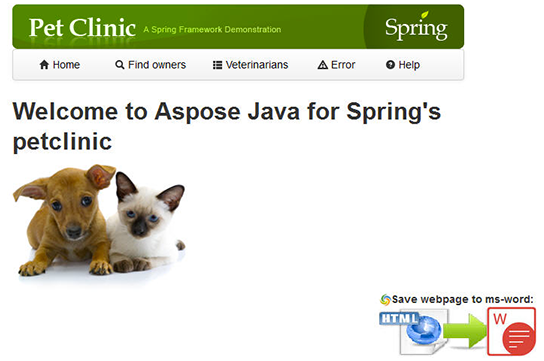 Pet Clinic A Spring Framework Demonstration Spring
Home Find owners Veterinarians Error Help
Welcome to Aspose Java for Spring's
petclinic
Save webpage to ms-word:
HTML W